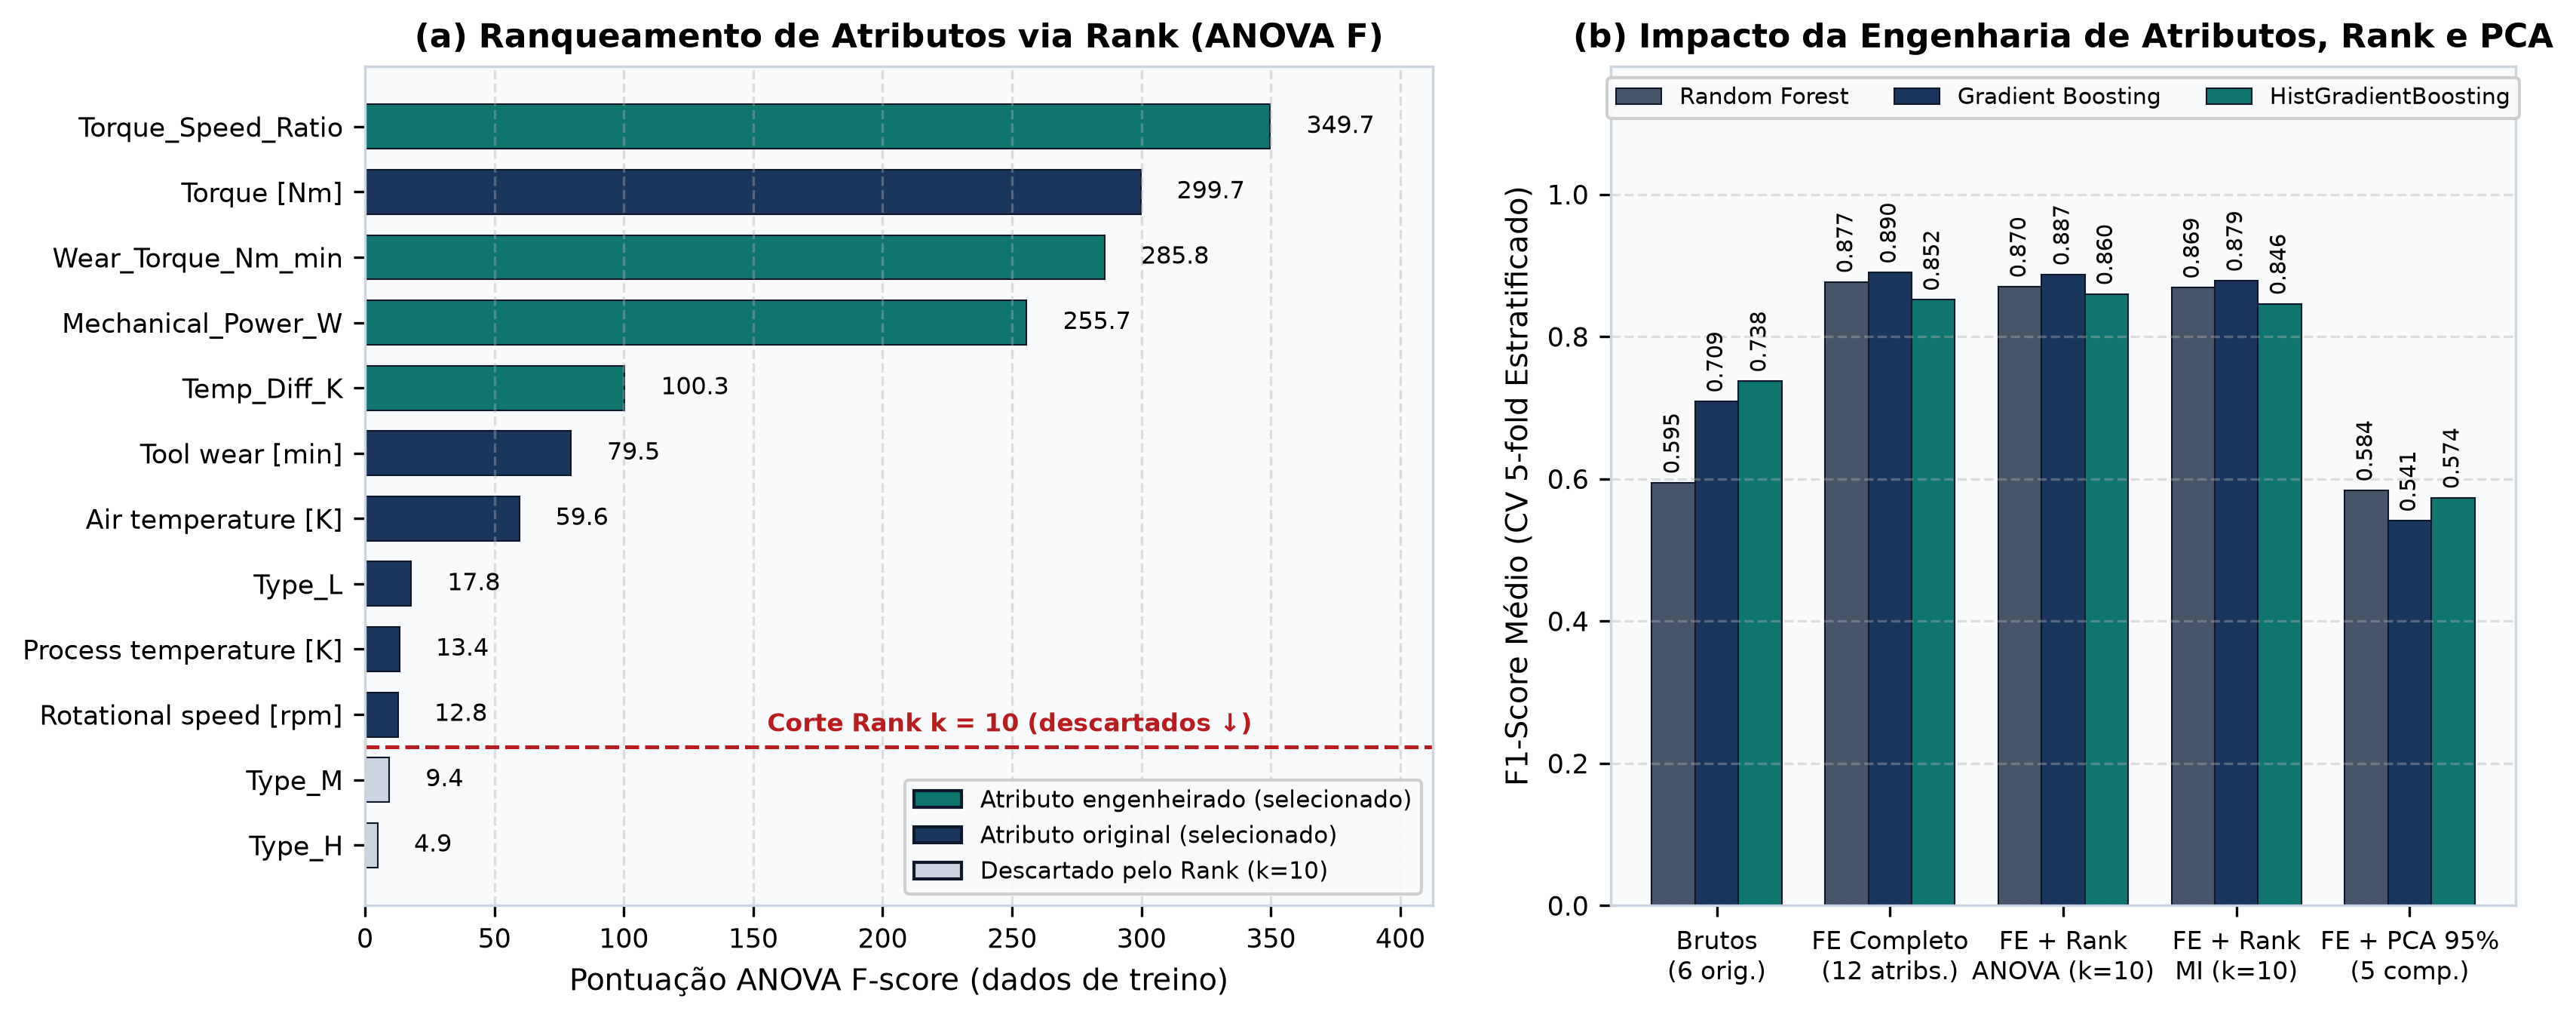 (a) Ranqueamento de Atributos via Rank (ANOVA F)
Torque_Speed_Ratio
349.7
Torque [Nm]
299.7
Wear_Torque_Nm_min
285.8
Mechanical_Power_W
255.7
Temp_Diff_K
100.3
Tool wear [min]
79.5
Air temperature [K]
59.6
Type_L
17.8
Process temperature [K]
13.4
Rotational speed [rpm]
12.8
Corte Rank k = 10 (descartados ↓)
Type_M
9.4
Type_H
4.9
Atributo engenheirado (selecionado)
Atributo original (selecionado)
Descartado pelo Rank (k=10)
0 50 100 150 200 250 300 350 400
Pontuação ANOVA F-score (dados de treino)
(b) Impacto da Engenharia de Atributos, Rank e PCA
Random Forest Gradient Boosting HistGradientBoosting
F1-Score Médio (CV 5-fold Estratificado)
1.0
0.8
0.6
0.4
0.2
0.0
0.595 0.709 0.738
0.877 0.890 0.852
0.870 0.887 0.860
0.869 0.879 0.846
0.584 0.541 0.574
Brutos
(6 orig.)
FE Completo
(12 atribs.)
FE + Rank
ANOVA (k=10)
FE + Rank
MI (k=10)
FE + PCA 95%
(5 comp.)